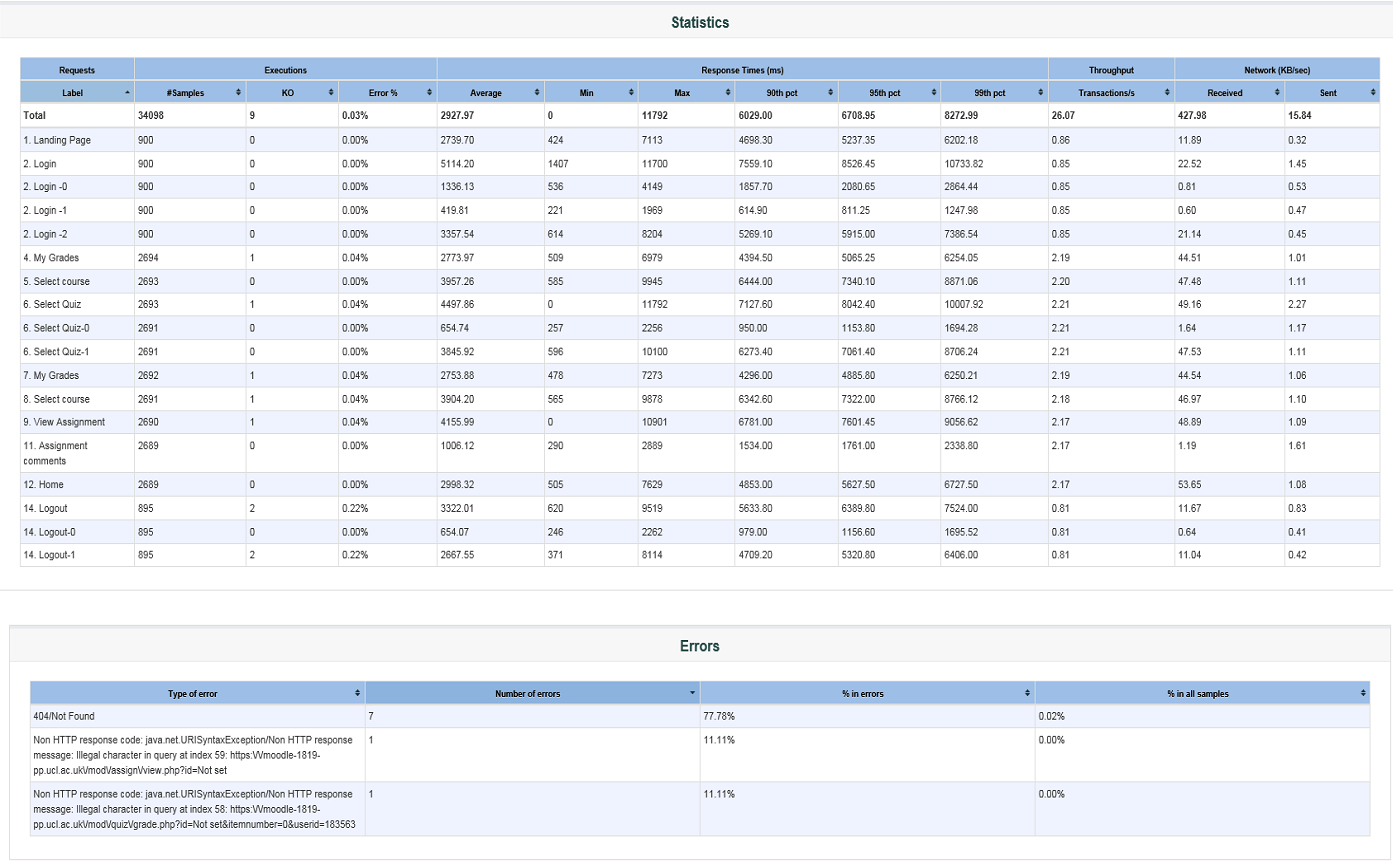 Statistics
Requests Executions Response Times (ms) Throughput Network (KB/sec)
Label #Samples KO Error % Average Min Max 90th pct 95th pct 99th pct Transactions/s Received Sent
Total 34098 9 0.03% 2927.97 0 11792 6029.00 6708.95 8272.99 26.07 427.98 15.84
1. Landing Page 900 0 0.00% 2739.70 424 7113 4698.30 5237.35 6202.18 0.86 11.89 0.32
2. Login 900 0 0.00% 5114.20 1407 11700 7559.10 8526.45 10733.82 0.85 22.52 1.45
2. Login -0 900 0 0.00% 1336.13 536 4149 1857.70 2080.65 2864.44 0.85 0.81 0.53
2. Login -1 900 0 0.00% 419.81 221 1969 614.90 811.25 1247.98 0.85 0.60 0.47
2. Login -2 900 0 0.00% 3357.54 614 8204 5269.10 5915.00 7386.54 0.85 21.14 0.45
4. My Grades 2694 1 0.04% 2773.97 509 6979 4394.50 5065.25 6254.05 2.19 44.51 1.01
5. Select course 2693 0 0.00% 3957.26 585 9945 6444.00 7340.10 8871.06 2.20 47.48 1.11
6. Select Quiz 2693 1 0.04% 4497.86 0 11792 7127.60 8042.40 10007.92 2.21 49.16 2.27
6. Select Quiz-0 2691 0 0.00% 654.74 257 2256 950.00 1153.80 1694.28 2.21 1.64 1.17
6. Select Quiz-1 2691 0 0.00% 3845.92 596 10100 6273.40 7061.40 8706.24 2.21 47.53 1.11
7. My Grades 2692 1 0.04% 2753.88 478 7273 4296.00 4885.80 6250.21 2.19 44.54 1.06
8. Select course 2691 1 0.04% 3904.20 565 9878 6342.60 7322.00 8766.12 2.18 46.97 1.10
9. View Assignment 2690 1 0.04% 4155.99 0 10901 6781.00 7601.45 9056.62 2.17 48.89 1.09
11. Assignment 2689 0 0.00% 1006.12 290 2889 1534.00 1761.00 2338.80 2.17 1.19 1.61
comments
12. Home 2689 0 0.00% 2998.32 505 7629 4853.00 5627.50 6727.50 2.17 53.65 1.08
14. Logout 895 2 0.22% 3322.01 620 9519 5633.80 6389.80 7524.00 0.81 11.67 0.83
14. Logout-0 895 0 0.00% 654.07 246 2262 979.00 1156.60 1695.52 0.81 0.64 0.41
14. Logout-1 895 2 0.22% 2667.55 371 8114 4709.20 5320.80 6406.00 0.81 11.04 0.42
Errors
Type of error Number of errors % in errors % in all samples
404/Not Found 7 77.78% 0.02%
Non HTTP response code: java.net.URISyntaxException/Non HTTP response 1 11.11% 0.00%
message: Illegal character in query at index 59: https:\/\/moodle-1819-
pp.ucl.ac.uk\/mod\/assign\/view.php?id=Not set
Non HTTP response code: java.net.URISyntaxException/Non HTTP response 1 11.11% 0.00%
message: Illegal character in query at index 58: https:\/\/moodle-1819-
pp.ucl.ac.uk\/mod\/quiz\/grade.php?id=Not set&itemnumber=0&userid=183563